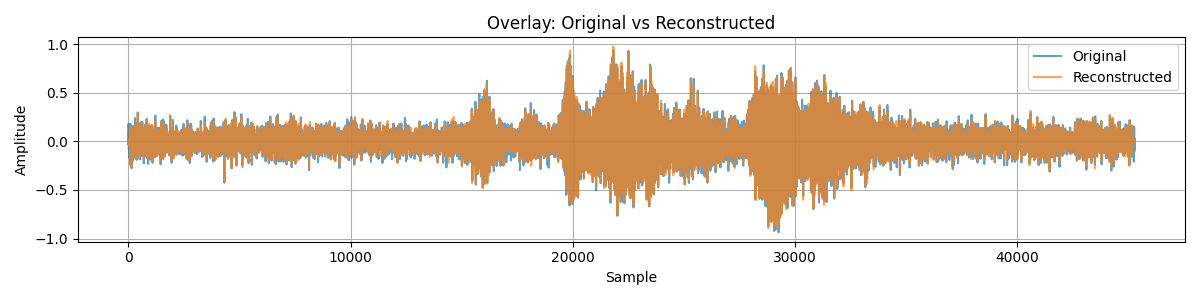 Overlay: Original vs Reconstructed
Original
Reconstructed
Amplitude
1.0
0.5
0.0
−0.5
−1.0
0 10000 20000 30000 40000
Sample